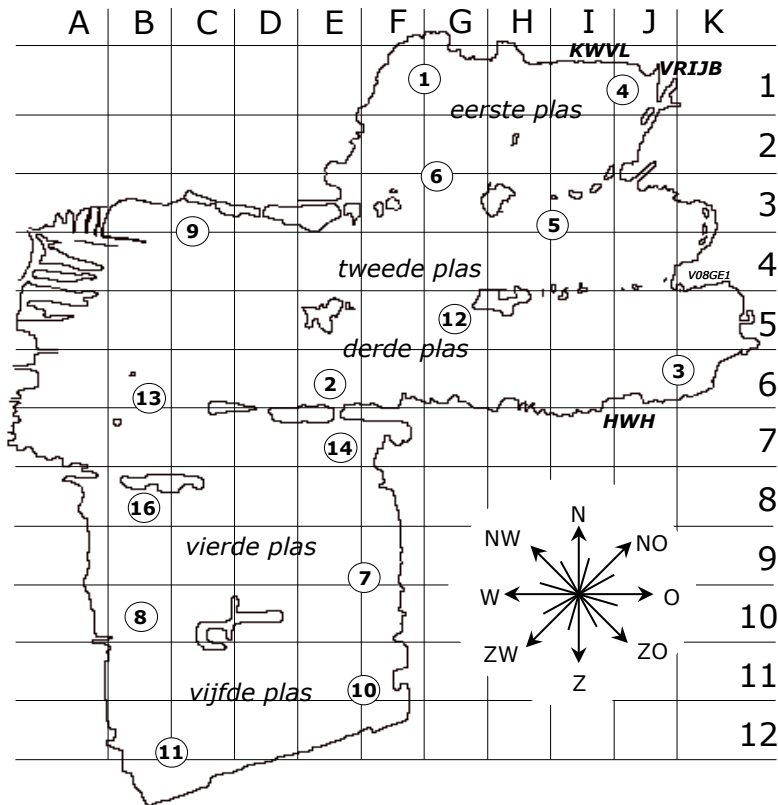 A B C D E F G H I J K
KWVL
VRIJB
1
4
1
eerste plas
2
6
3
5
9
4
tweede plas
V08GE1
12
5
derde plas
3
2
6
13
HWH
14
7
8
16
N
NW NO
vierde plas
9
7
W O
8
10
ZW ZO
Z
vijfde plas
10
11
12
11